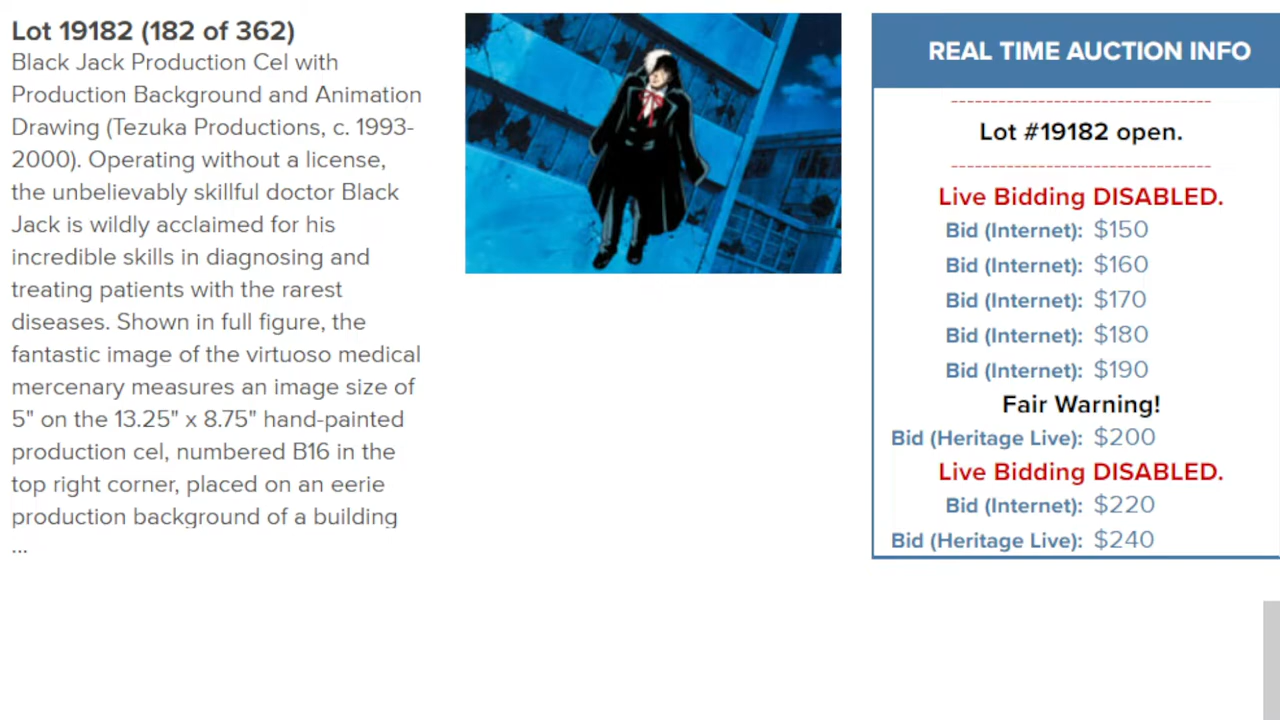 Lot 19182 (182 of 362)
Black Jack Production Cel with
Production Background and Animation
Drawing (Tezuka Productions, c. 1993-
2000). Operating without a license,
the unbelievably skillful doctor Black
Jack is wildly acclaimed for his
incredible skills in diagnosing and
treating patients with the rarest
diseases. Shown in full figure, the
fantastic image of the virtuoso medical
mercenary measures an image size of
5" on the 13.25" x 8.75" hand-painted
production cel, numbered B16 in the
top right corner, placed on an eerie
production background of a building
...
REAL TIME AUCTION INFO
---------------------------------
Lot #19182 open.
---------------------------------
Live Bidding DISABLED.
Bid (Internet): $150
Bid (Internet): $160
Bid (Internet): $170
Bid (Internet): $180
Bid (Internet): $190
Fair Warning!
Bid (Heritage Live): $200
Live Bidding DISABLED.
Bid (Internet): $220
Bid (Heritage Live): $240